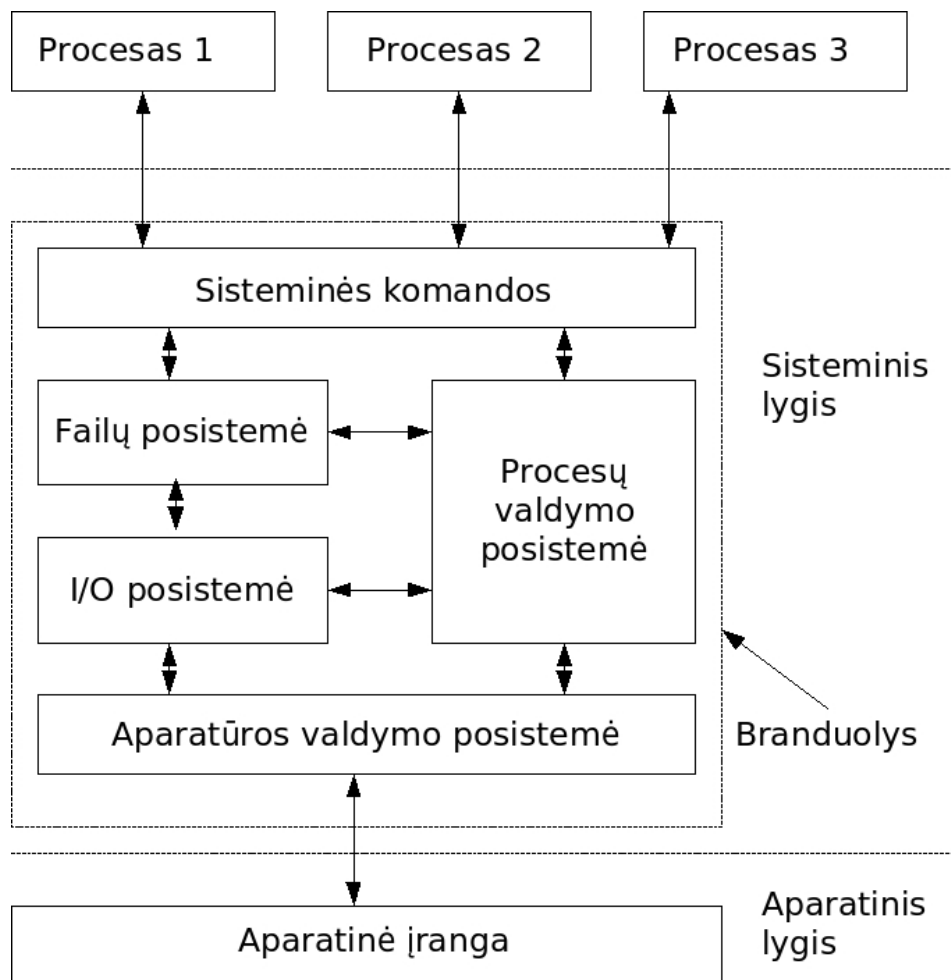 Procesas 1
Procesas 2
Procesas 3
Sisteminės komandos
Sisteminis
lygis
Failų posistemė
Procesų
valdymo
posistemė
I/O posistemė
Aparatūros valdymo posistemė
Branduolys
Aparatinis
lygis
Aparatinė įranga